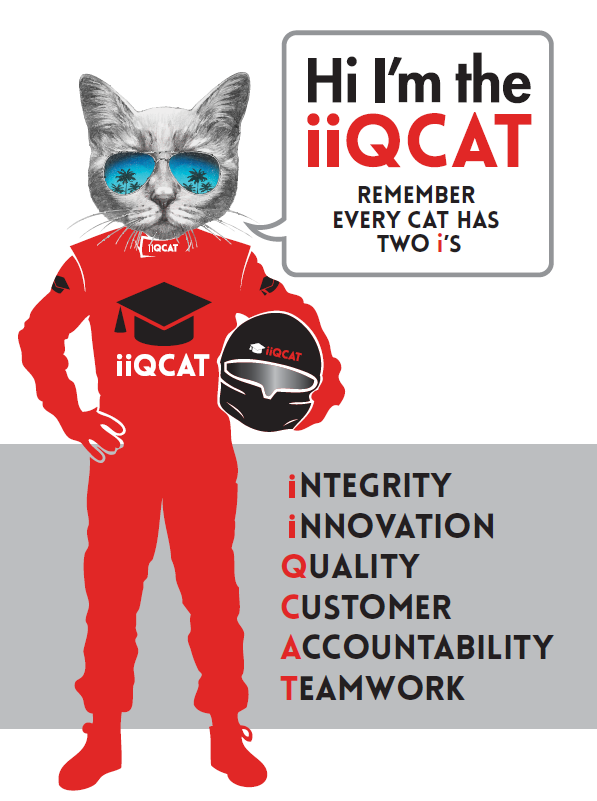 Hi I'm the
iiQCAT
REMEMBER
EVERY CAT HAS
TWO i'S
iiQCAT
iiQCAT
iiQCAT
iNTEGRITY
iNNOVATION
QUALITY
CUSTOMER
ACCOUNTABILITY
TEAMWORK